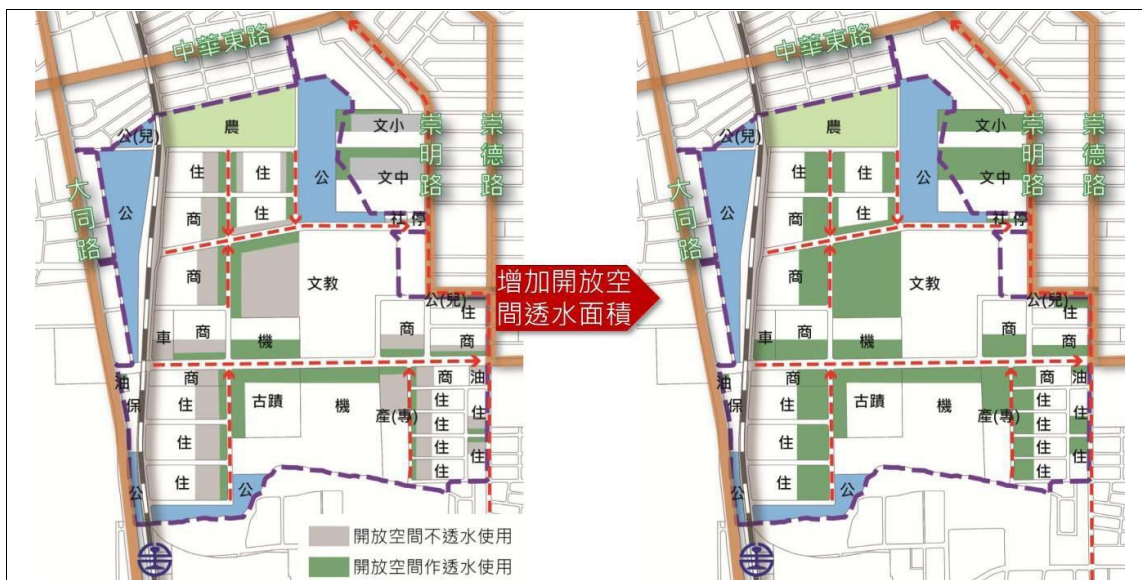 中華東路
公(兒)
農
大同路
公
住
住
公
文小
文中
崇明路
崇德路
商
住
社
停
商
文教
公(兒)
住
車
商
機
商
商
油
保
商
住
古蹟
機
產(專)
商
油
住
住
住
住
住
住
住
住
公
公
開放空間不透水使用
開放空間作透水使用
增加開放空
間透水面積
中華東路
公(兒)
農
大同路
公
住
住
公
文小
文中
崇明路
崇德路
商
住
社
停
商
文教
公(兒)
住
車
商
機
商
商
油
保
商
住
古蹟
機
產(專)
商
油
住
住
住
住
住
住
住
住
公
公